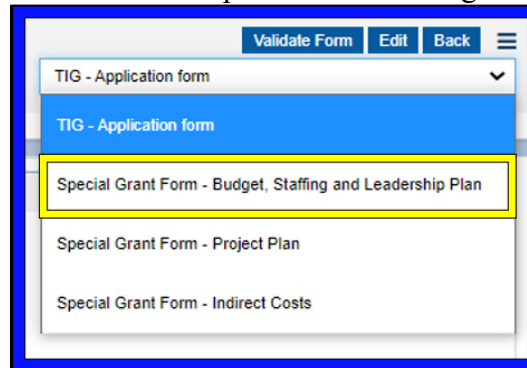 Validate Form Edit Back
TIG - Application form
TIG - Application form
Special Grant Form - Budget, Staffing and Leadership Plan
Special Grant Form - Project Plan
Special Grant Form - Indirect Costs